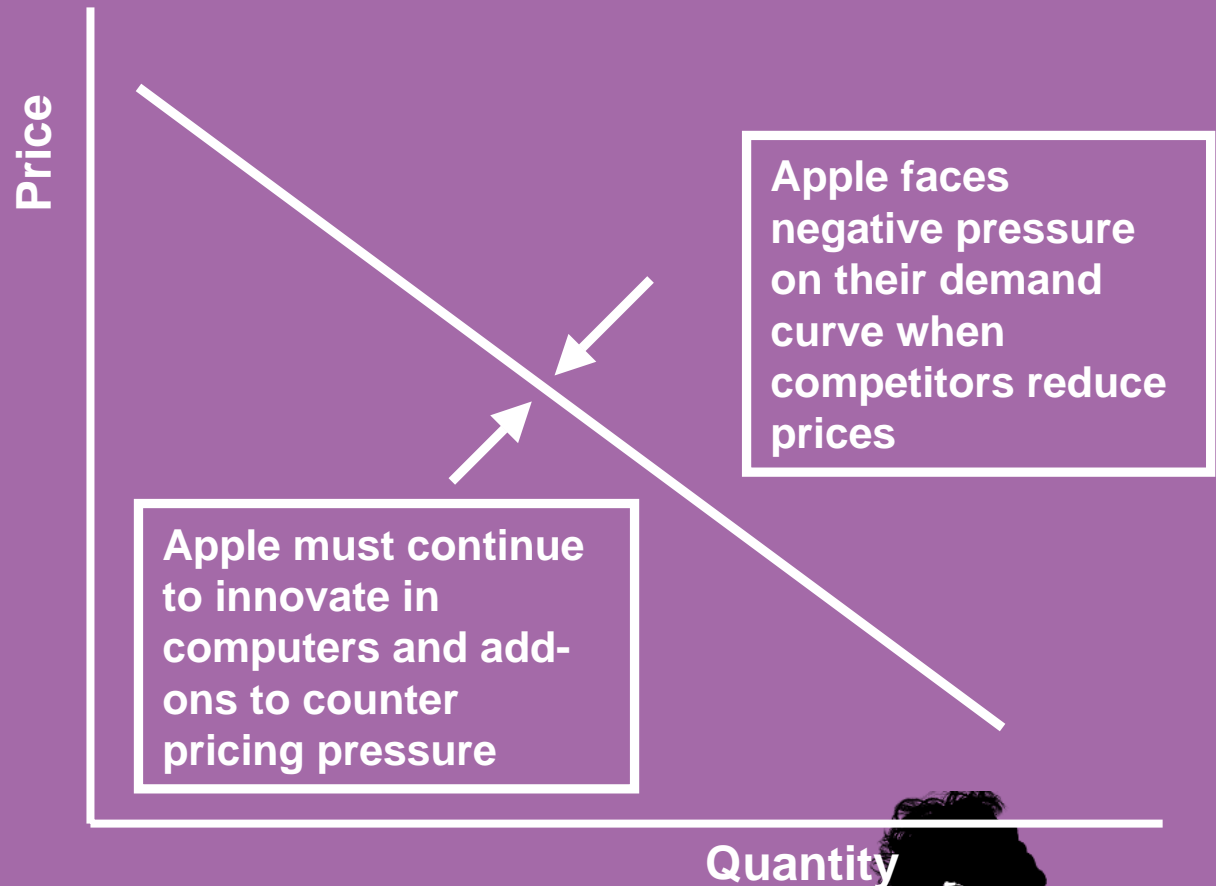 Price
Apple faces
negative pressure
on their demand
curve when
competitors reduce
prices
Apple must continue
to innovate in
computers and add-
ons to counter
pricing pressure
Quantity